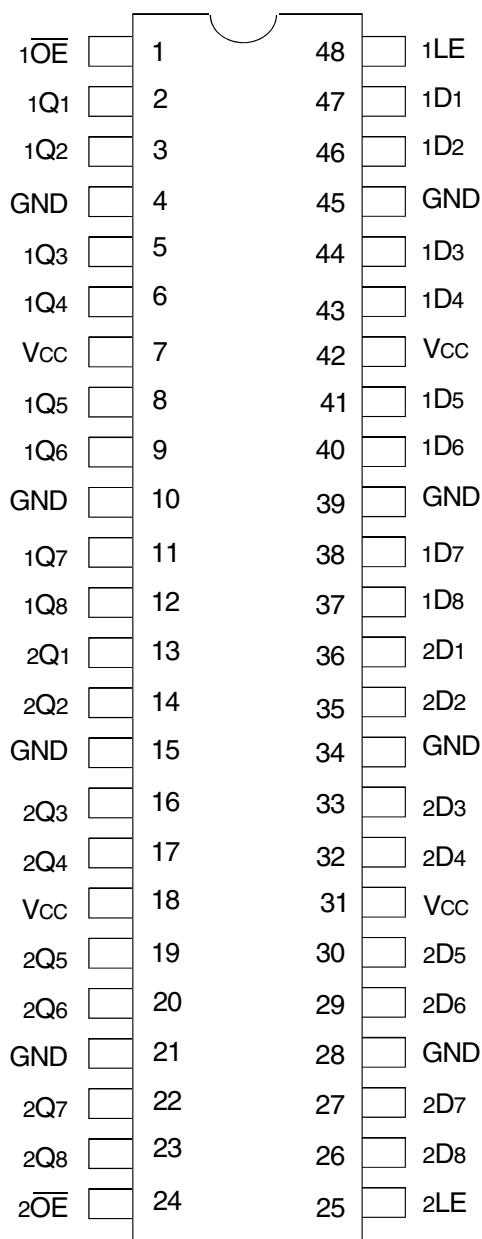 1O̅E̅ 1 48 1LE
1Q1 2 47 1D1
1Q2 3 46 1D2
GND 4 45 GND
1Q3 5 44 1D3
1Q4 6 43 1D4
VCC 7 42 VCC
1Q5 8 41 1D5
1Q6 9 40 1D6
GND 10 39 GND
1Q7 11 38 1D7
1Q8 12 37 1D8
2Q1 13 36 2D1
2Q2 14 35 2D2
GND 15 34 GND
2Q3 16 33 2D3
2Q4 17 32 2D4
VCC 18 31 VCC
2Q5 19 30 2D5
2Q6 20 29 2D6
GND 21 28 GND
2Q7 22 27 2D7
2Q8 23 26 2D8
2O̅E̅ 24 25 2LE